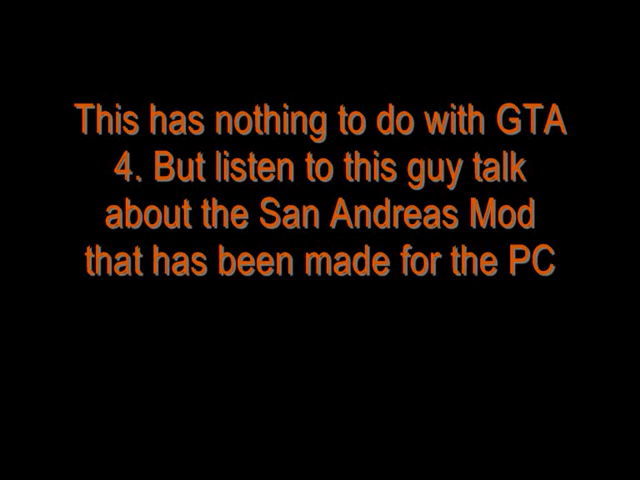 This has nothing to do with GTA
4. But listen to this guy talk
about the San Andreas Mod
that has been made for the PC